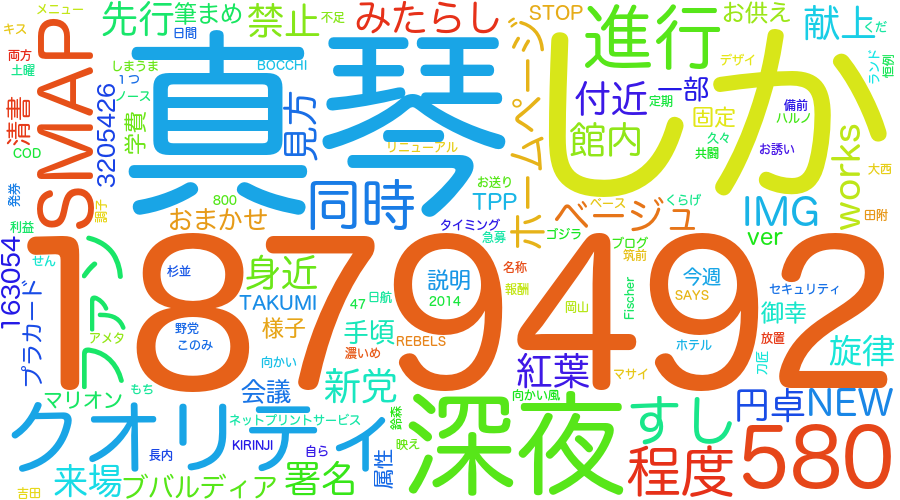 メニュー
先行
筆まめ
禁止
不足
みたらし
STOP
お供え
献上
キス
日間
進行
くだ
両方
土曜
SMAP
しまうま
BOCCHI
真琴
しか
デザイ
ランド
恒例
1つ
ノース
清書
3205426
学費
見方
ホームページ
付近
一部
定期
固定
備前
ハルノ
COD
リニューアル
館内
久々
共闘
お誘い
works
大西
発券
利益
調子
800
おまかせ
同時
お送り
TPP
ベース
くらげ
ベージュ
IMG
田附
タイミング
急募
ゴジラ
ブログ
筑前
ver
163054
せん
ファン
1879492
杉並
身近
説明
名称
今週
セキュリティ
TAKUMI
47
日航
2014
報酬
岡山
Fischer
SAYS
御幸
プラカード
アメタ
野党
このみ
様子
手頃
REBELS
濃いめ
ホテル
放置
旋律
向かい
紅葉
マサイ
刀匠
マリオン
もち
会議
新党
向かい風
円卓
NEW
クオリティ
ネットプリントサービス
鈴森
深夜
すし
580
長内
KIRINJI
自ら
映え
属性
程度
来場
署名
吉田
ブバルディア